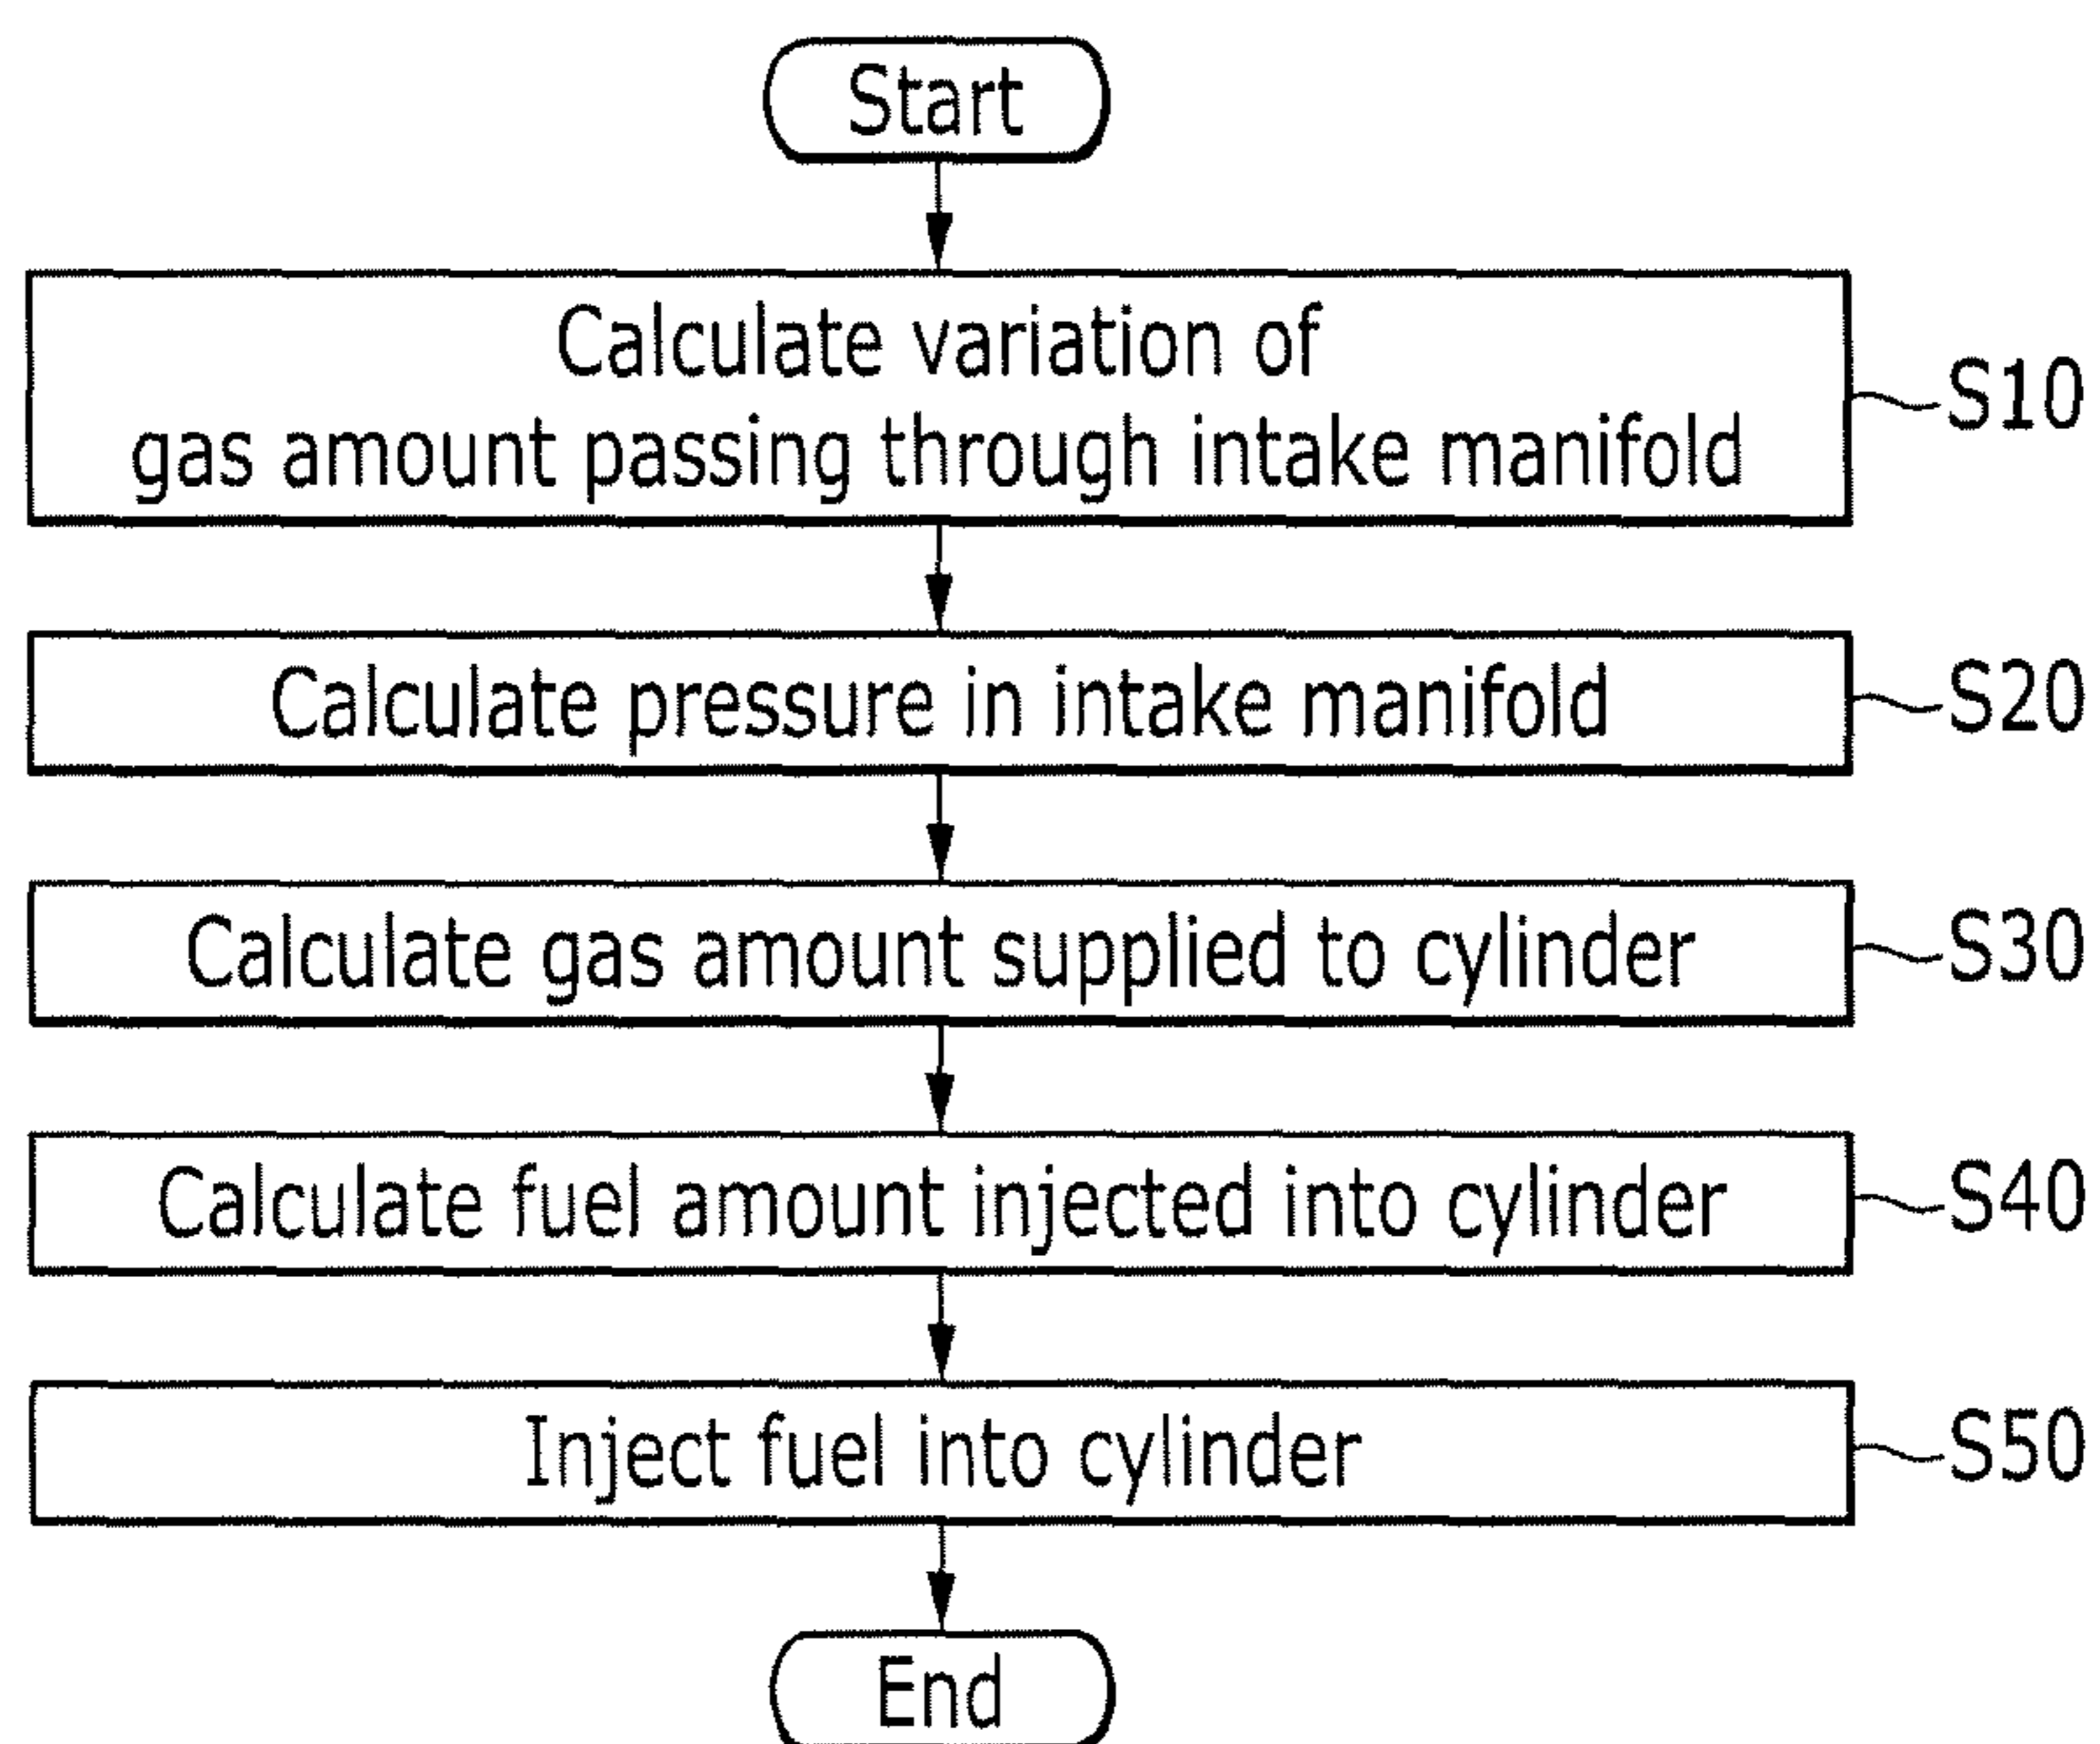 Start
Calculate variation of
gas amount passing through intake manifold
S10
Calculate pressure in intake manifold
S20
Calculate gas amount supplied to cylinder
S30
Calculate fuel amount injected into cylinder
S40
Inject fuel into cylinder
S50
End